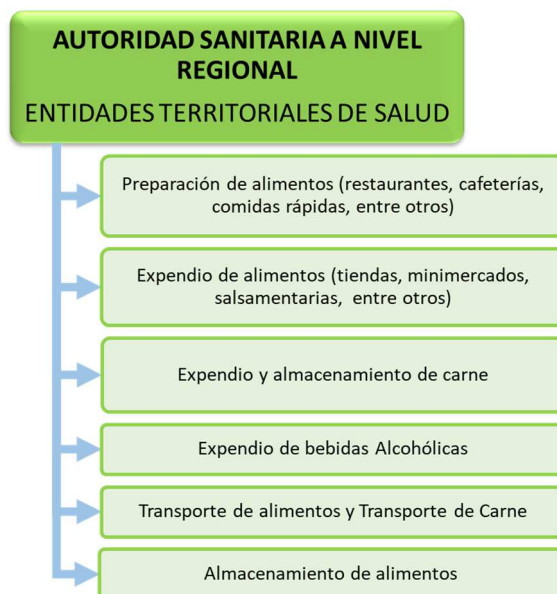 AUTORIDAD SANITARIA A NIVEL
REGIONAL
ENTIDADES TERRITORIALES DE SALUD
Preparación de alimentos (restaurantes, cafeterías,
comidas rápidas, entre otros)
Expendio de alimentos (tiendas, minimercados,
salsamentarias, entre otros)
Expendio y almacenamiento de carne
Expendio de bebidas Alcohólicas
Transporte de alimentos y Transporte de Carne
Almacenamiento de alimentos